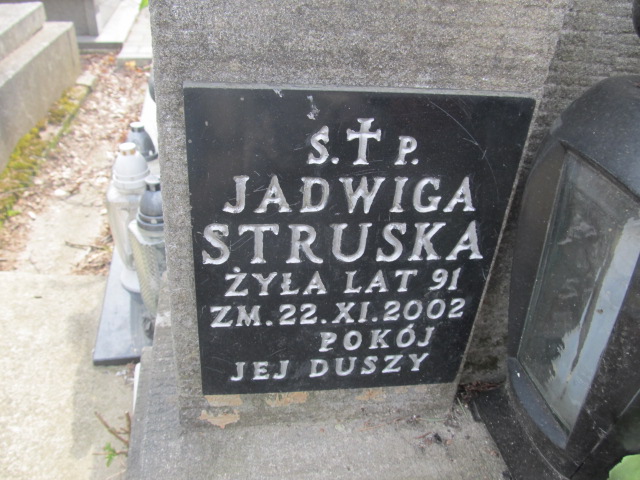 Ś. † P.
JADWIGA
STRUSKA
ŻYŁA LAT 91
ZM. 22. XI. 2002
POKÓJ
JEJ DUSZY